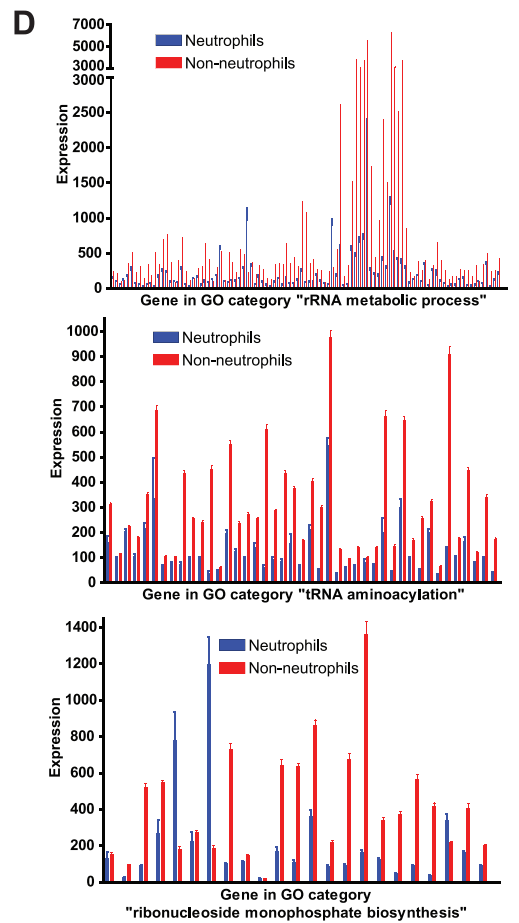 D
7000
5000
3000
3000
2500
2000
1500
1000
500
0
Expression
Neutrophils
Non-neutrophils
Gene in GO category "rRNA metabolic process"
1000
900
800
700
600
500
400
300
200
100
0
Expression
Neutrophils
Non-neutrophils
Gene in GO category "tRNA aminoacylation"
1400
1200
1000
800
600
400
200
0
Expression
Neutrophils
Non-neutrophils
Gene in GO category
"ribonucleoside monophosphate biosynthesis"